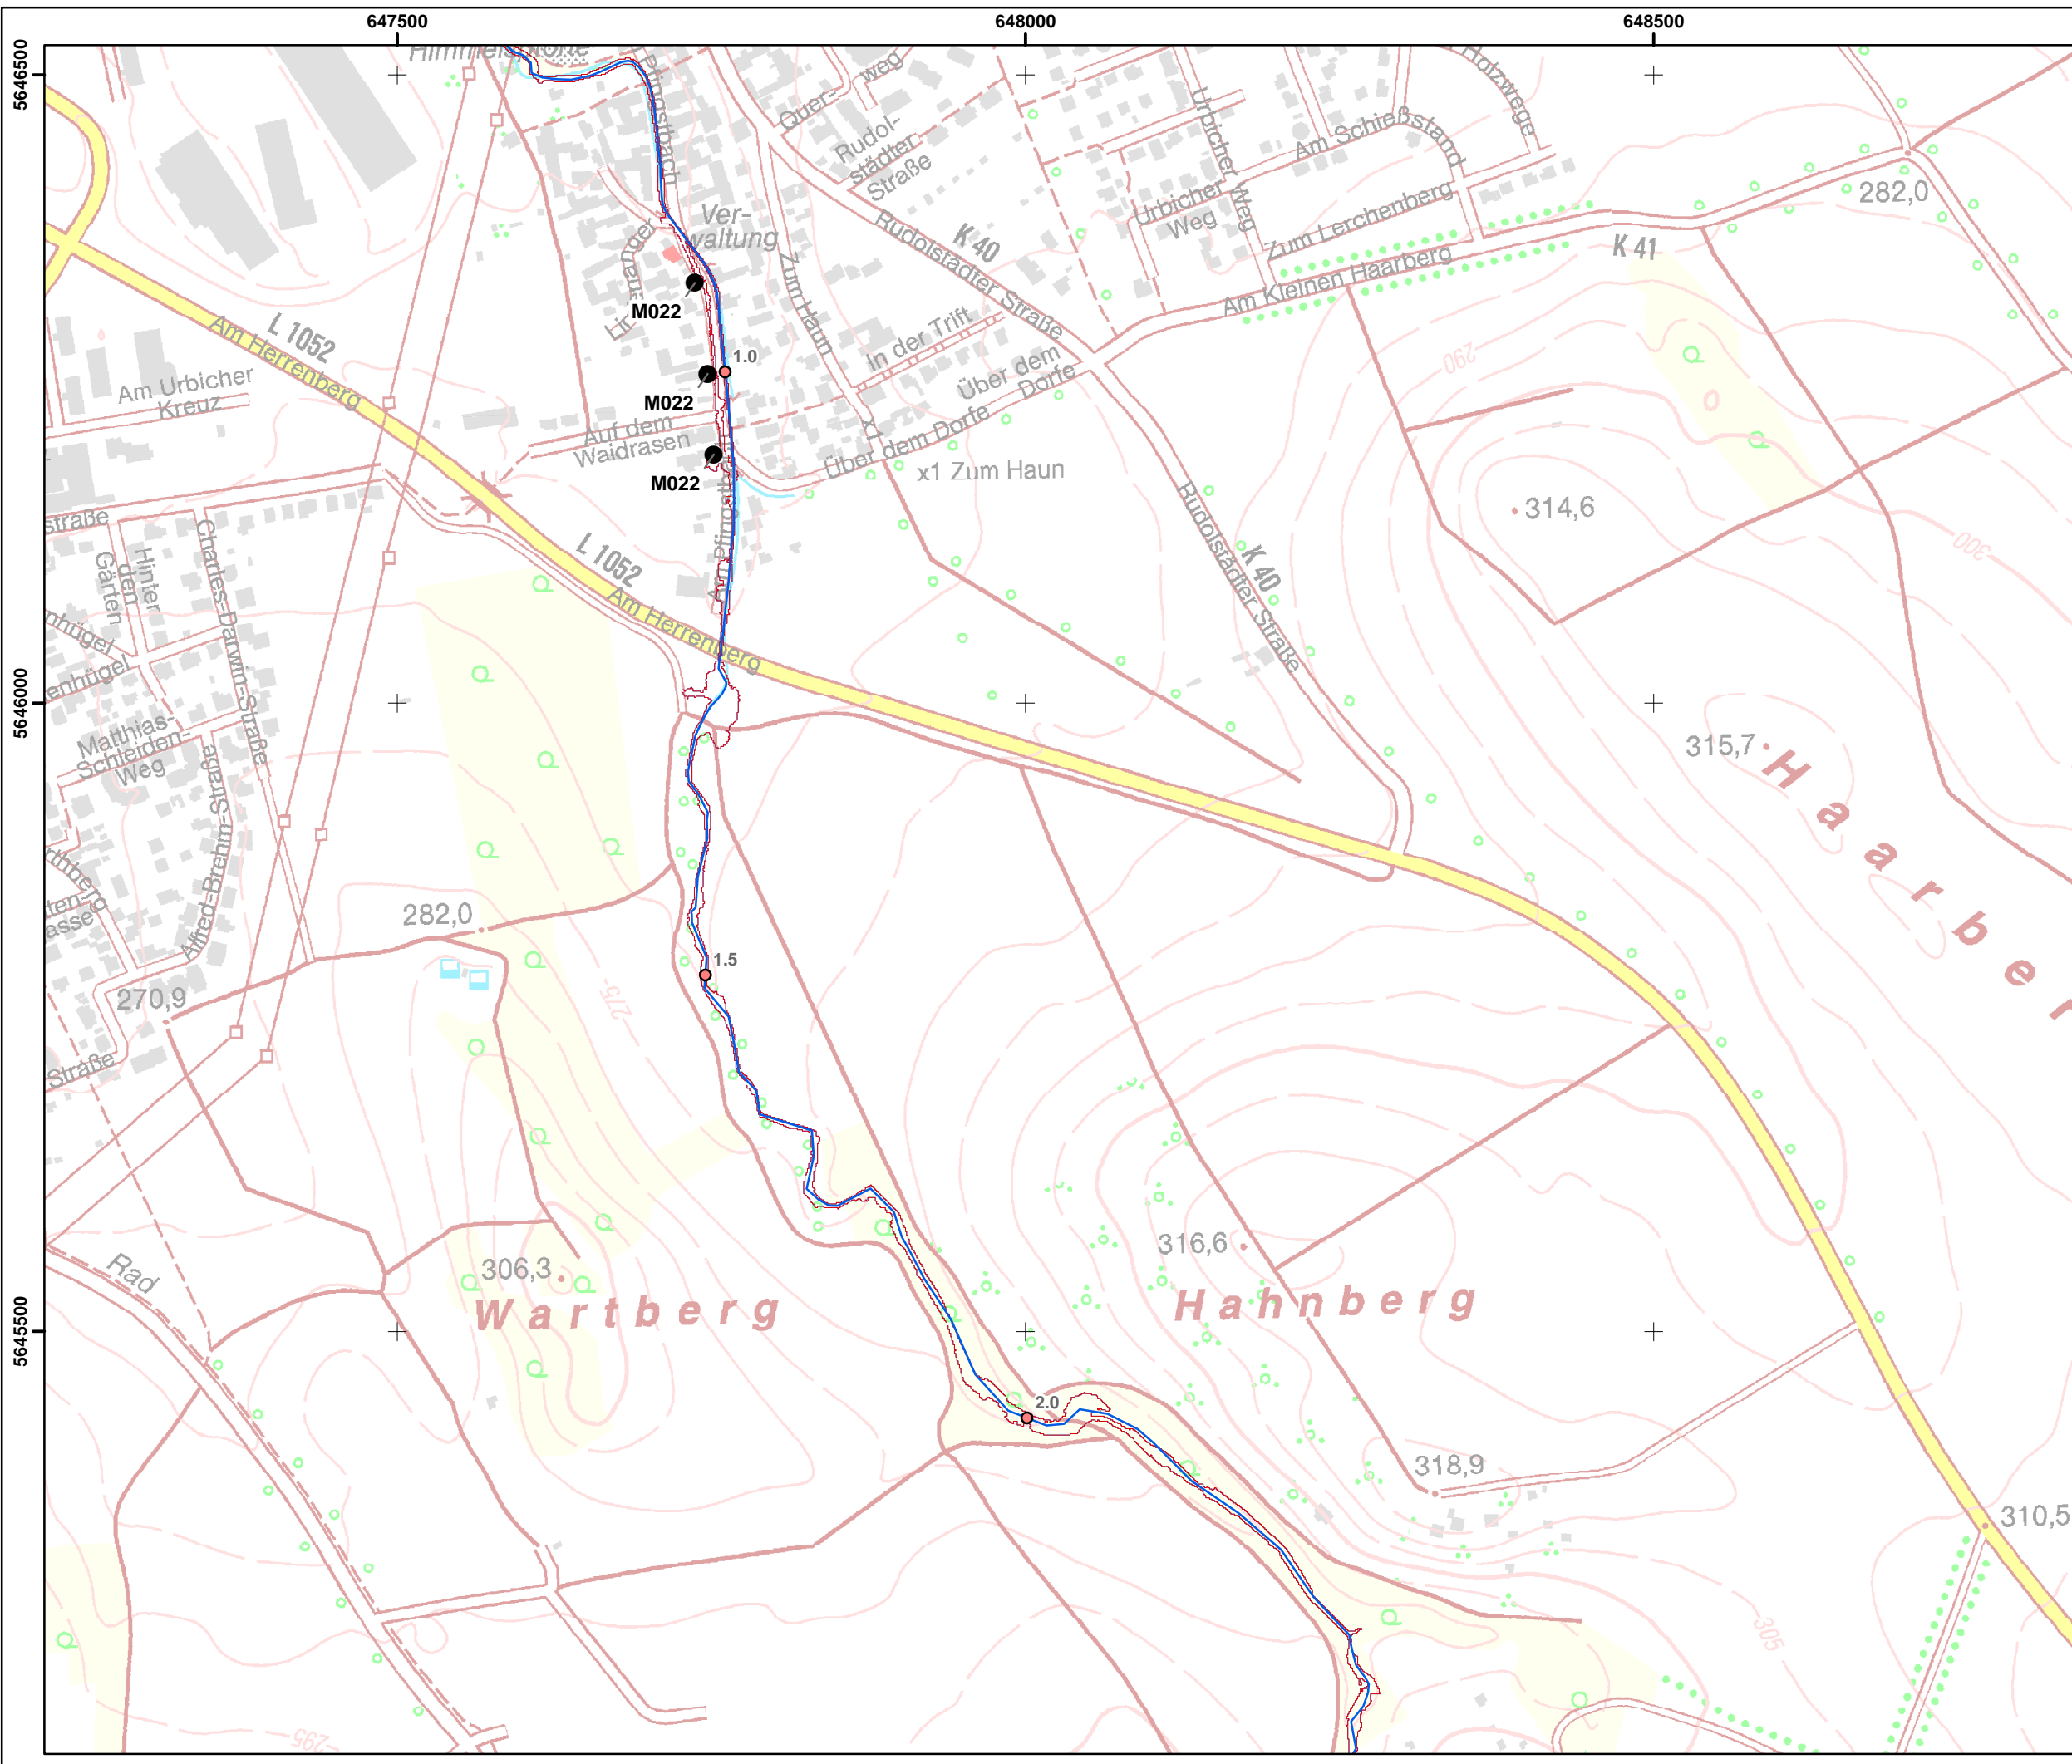 647500
648000
648500
5646500
5646000
5645500
Pfingstbach
Quer-
weg
Rudol-
städter
Straße
Holzwege
Urbicher Weg
Am Schießstand
Urbicher
Weg
Zum Lerchenberg
282,0
K 41
Ver-
waltung
K 40
Rudolstädter Straße
Am Kleinen Haarberg
Zum Haun
M022
L 1052
Am Herrenberg
In der Trift
1.0
Über dem
Dorfe
Am Urbicher
Kreuz
M022
290
Auf dem
Waidrasen
Über dem Dorfe
x1
x1 Zum Haun
M022
314,6
straße
Hinter
den
Gärten
Charles-Darwin-Straße
L 1052
Am Herrenberg
K 40
Rudolstädter Straße
300
enhügel
Matthias-
Schleiden-
Weg
315,7
Haarber
Alfred-Brehm-Straße
asse
282,0
1.5
270,9
275
Straße
Rad
306,3
Wartberg
316,6
Hahnberg
2.0
318,9
310,5
305
295